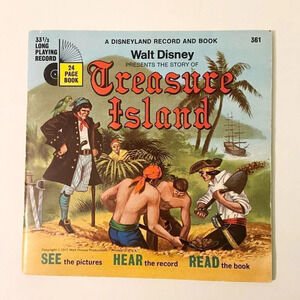 33⅓
LONG
PLAYING
RECORD
24
PAGE
BOOK
A DISNEYLAND RECORD AND BOOK
361
Walt Disney
PRESENTS THE STORY OF
Treasure
Island
SEE the pictures HEAR the record READ the book